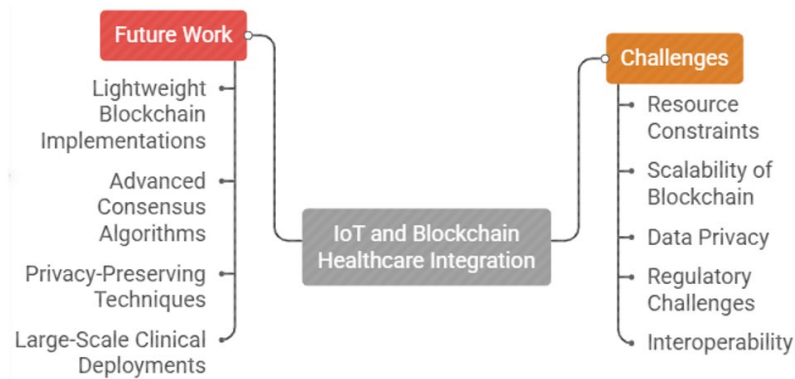 Future Work
Lightweight
Blockchain
Implementations
Advanced
Consensus
Algorithms
Privacy-Preserving
Techniques
Large-Scale Clinical
Deployments
IoT and Blockchain
Healthcare Integration
Challenges
Resource
Constraints
Scalability of
Blockchain
Data Privacy
Regulatory
Challenges
Interoperability